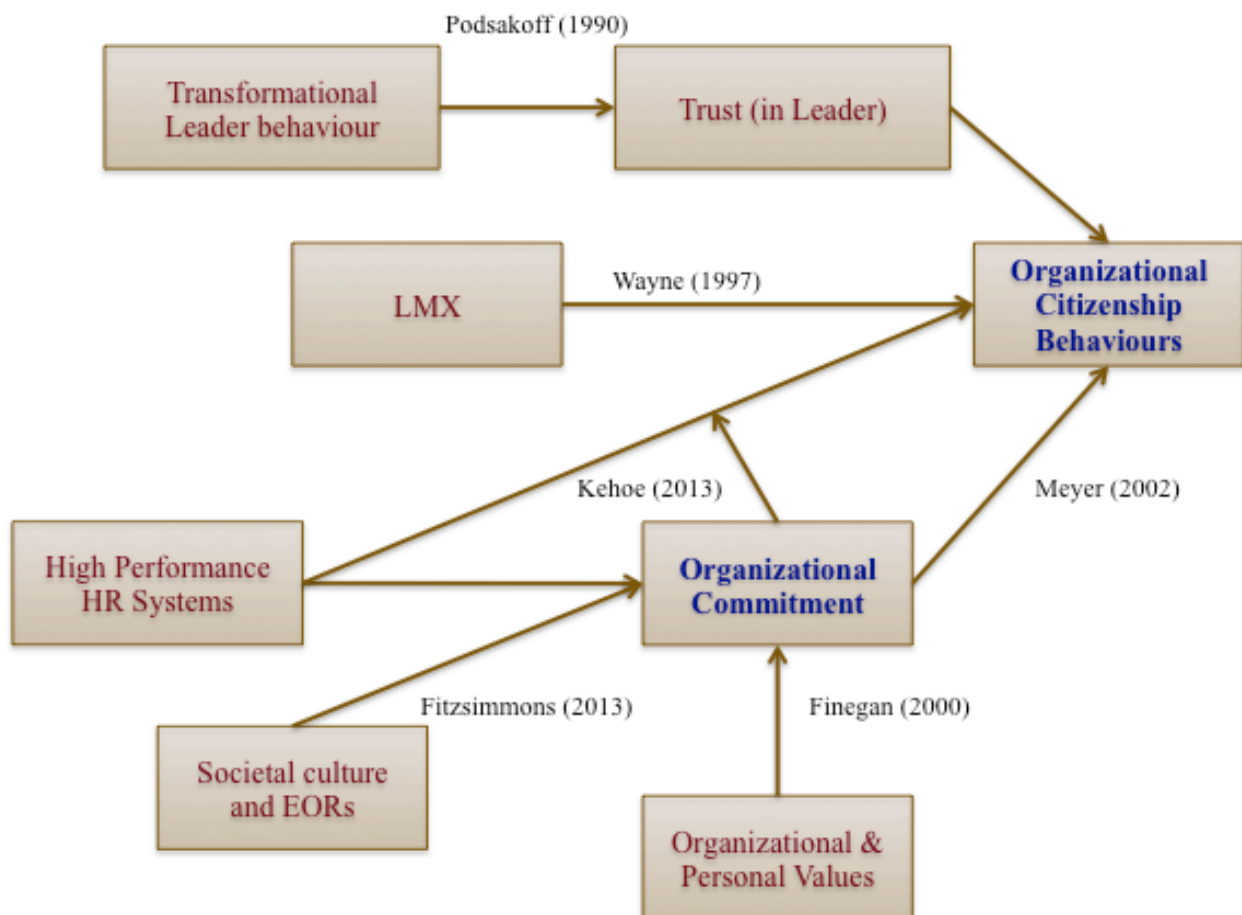 Podsakoff (1990)
Transformational
Leader behaviour
Trust (in Leader)
LMX
Wayne (1997)
Organizational
Citizenship
Behaviours
Kehoe (2013)
Meyer (2002)
High Performance
HR Systems
Organizational
Commitment
Fitzsimmons (2013)
Finegan (2000)
Societal culture
and EORs
Organizational &
Personal Values